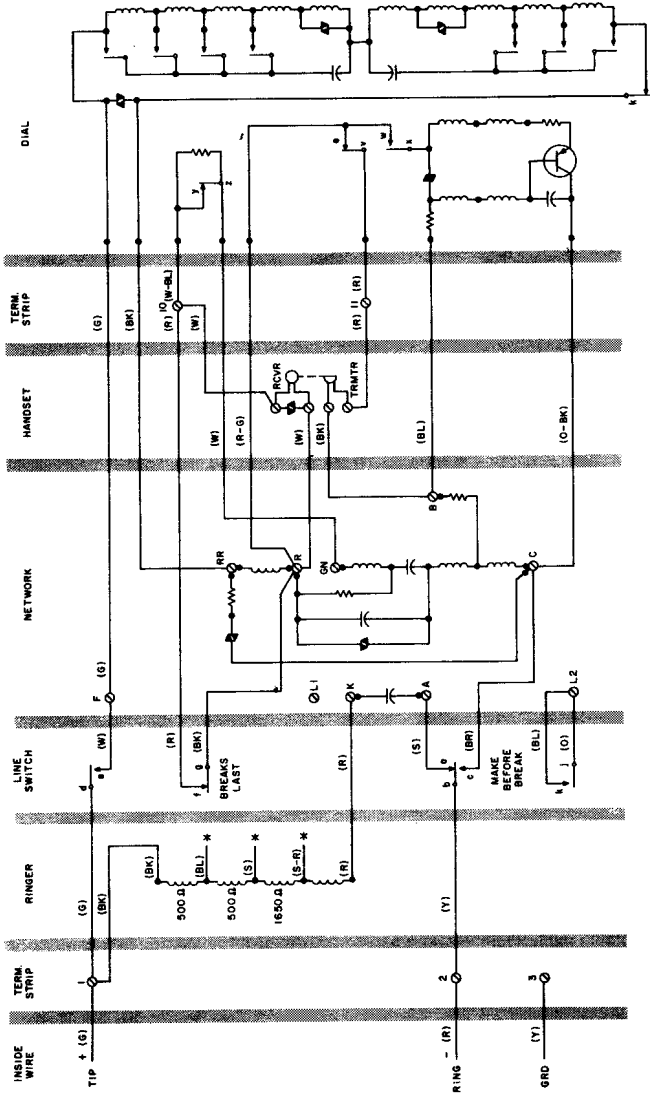 INSIDE WIRE
TERM. STRIP
RINGER
LINE SWITCH
NETWORK
HANDSET
TERM. STRIP
DIAL
TIP
+ (G)
1
(G)
(BK)
d
e
(W)
F
(G)
(G)
(BK)
(BK)
500 Ω
(BL) *
500 Ω
(S) *
1650 Ω
(S-R) *
(R)
(R)
f
g
BREAKS LAST
(R)
(BK)
L1
K
A
RR
R
GN
B
C
(W)
(R-G)
(W)
(BK)
RCVR
TRMTR
(R)
(W)
10
(W-BL)
(R)
11
(R)
y
z
v
w
x
k
(BL)
(O-BK)
RING
- (R)
2
(Y)
b
a
c
(S)
(BR)
MAKE BEFORE BREAK
k
j
(BL)
(O)
L2
GRD
(Y)
3